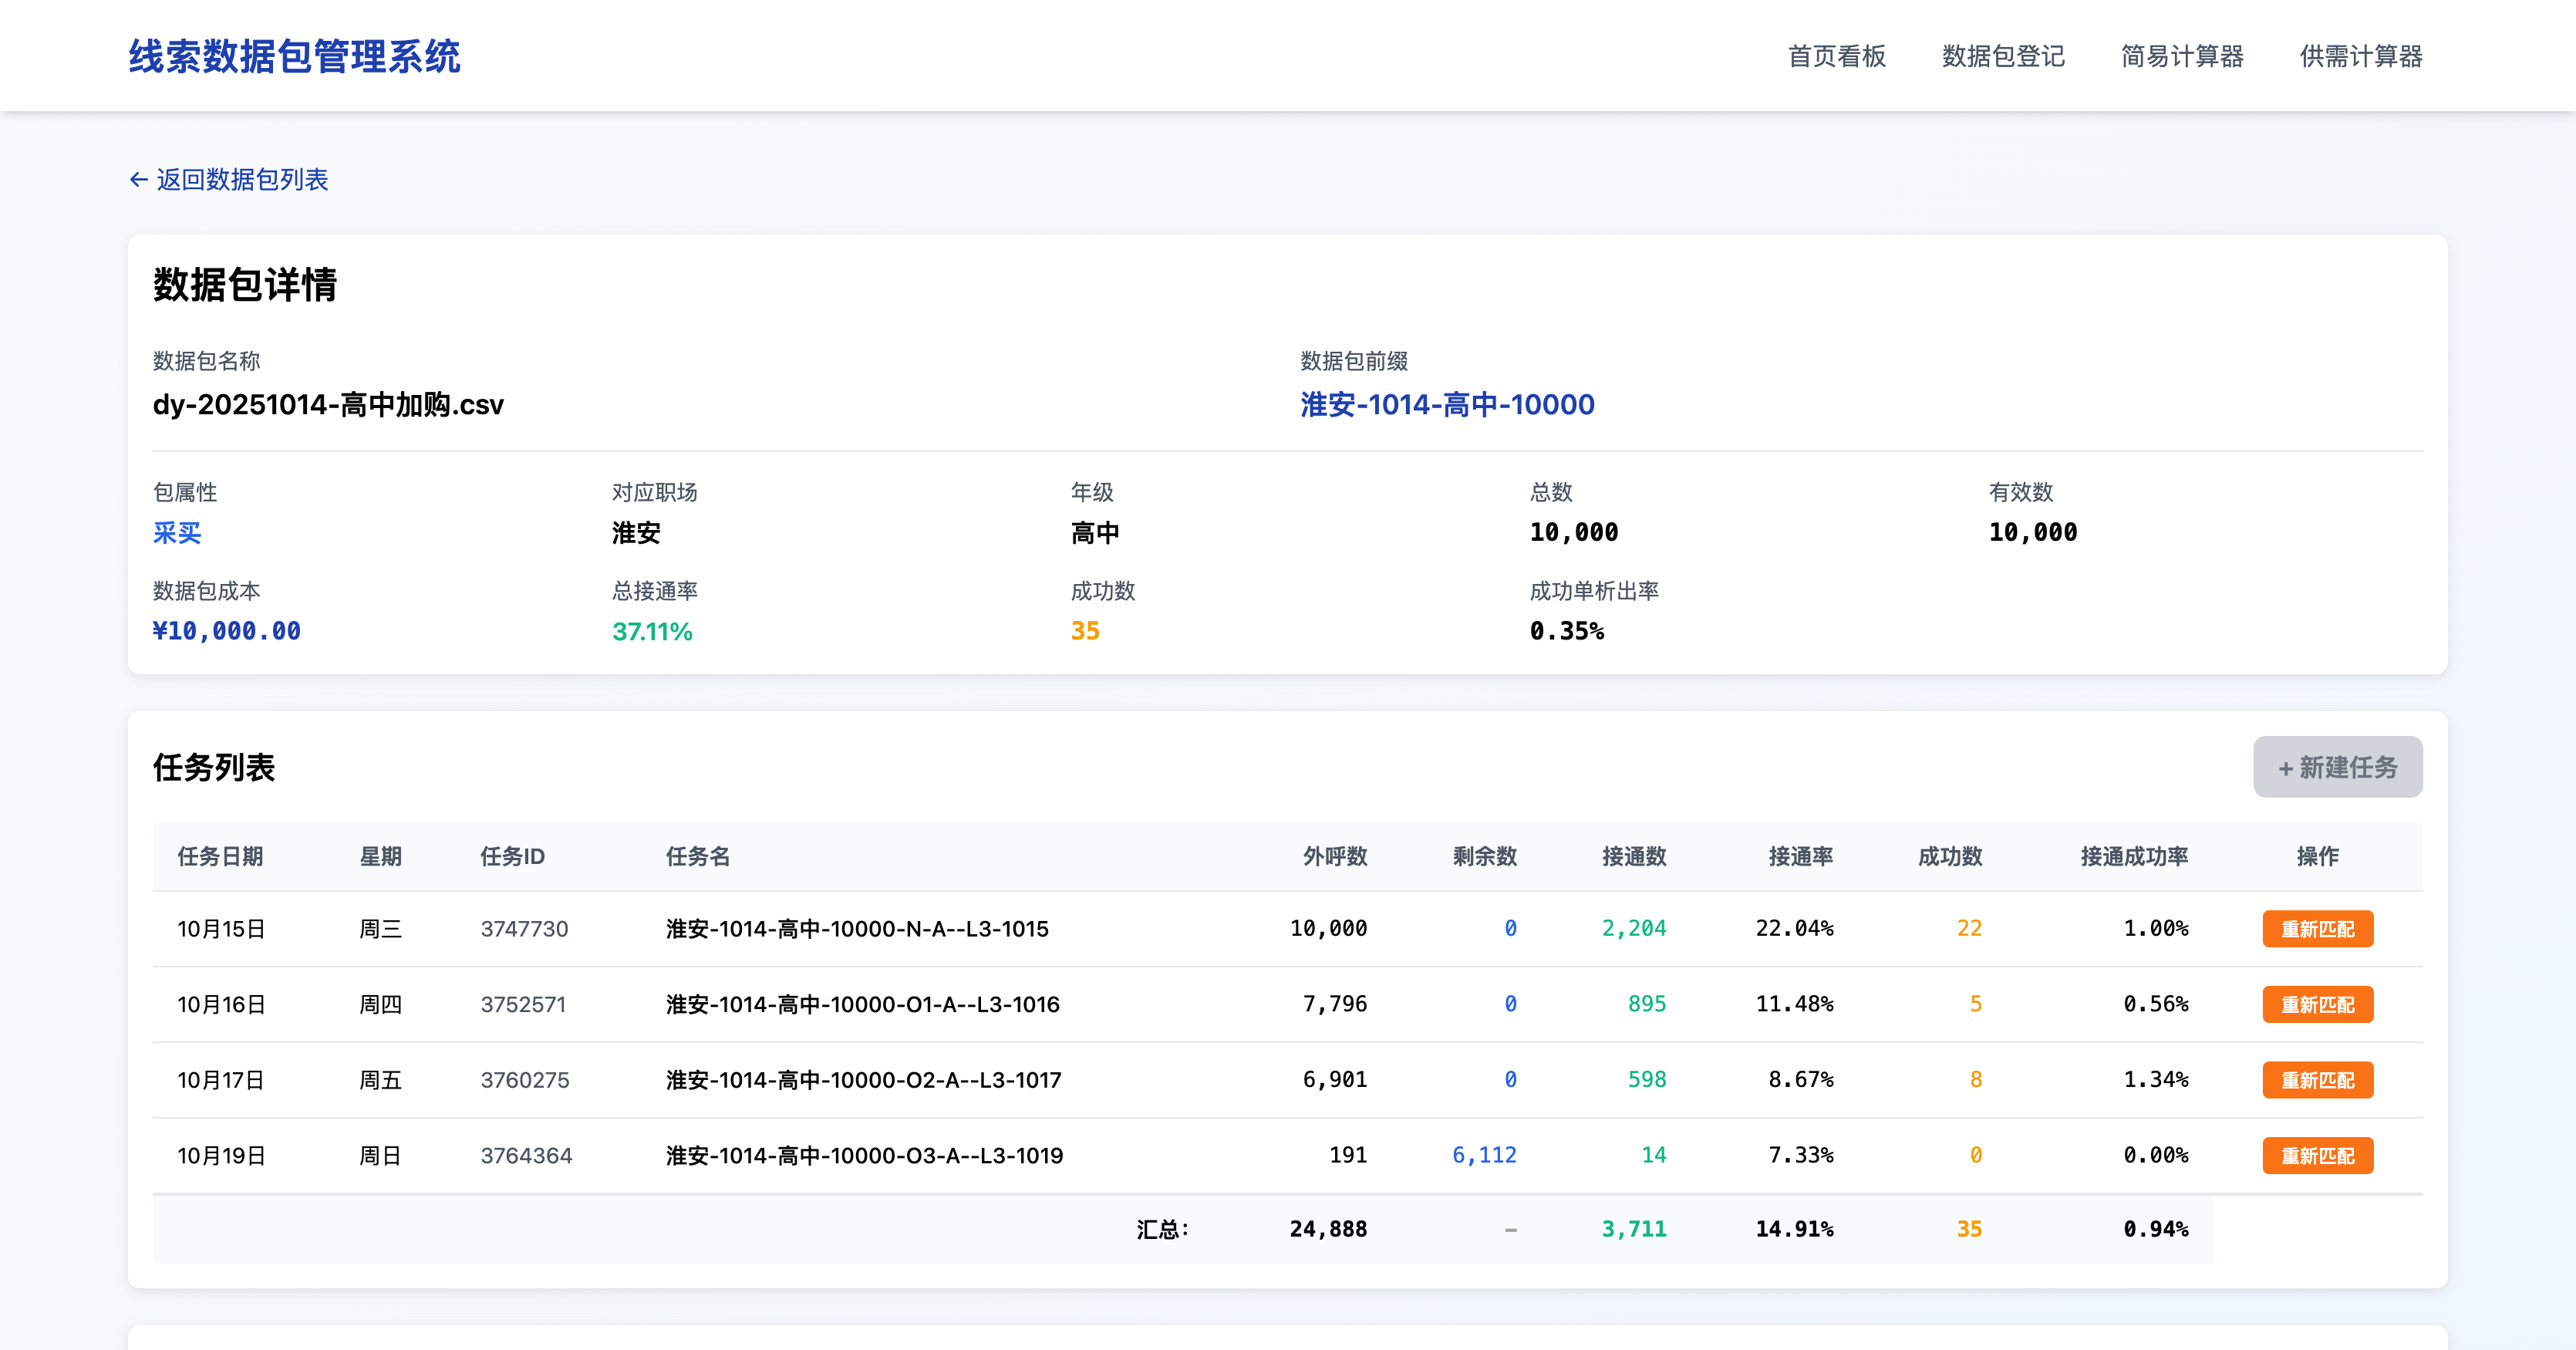 线索数据包管理系统 首页看板 数据包登记 简易计算器 供需计算器
← 返回数据包列表
数据包详情
数据包名称 数据包前缀
dy-20251014-高中加购.csv 淮安-1014-高中-10000
包属性 对应职场 年级 总数 有效数
采买 淮安 高中 10,000 10,000
数据包成本 总接通率 成功数 成功单析出率
¥10,000.00 37.11% 35 0.35%
任务列表 + 新建任务
任务日期 星期 任务ID 任务名 外呼数 剩余数 接通数 接通率 成功数 接通成功率 操作
10月15日 周三 3747730 淮安-1014-高中-10000-N-A--L3-1015 10,000 0 2,204 22.04% 22 1.00% 重新匹配
10月16日 周四 3752571 淮安-1014-高中-10000-O1-A--L3-1016 7,796 0 895 11.48% 5 0.56% 重新匹配
10月17日 周五 3760275 淮安-1014-高中-10000-O2-A--L3-1017 6,901 0 598 8.67% 8 1.34% 重新匹配
10月19日 周日 3764364 淮安-1014-高中-10000-O3-A--L3-1019 191 6,112 14 7.33% 0 0.00% 重新匹配
汇总: 24,888 – 3,711 14.91% 35 0.94%